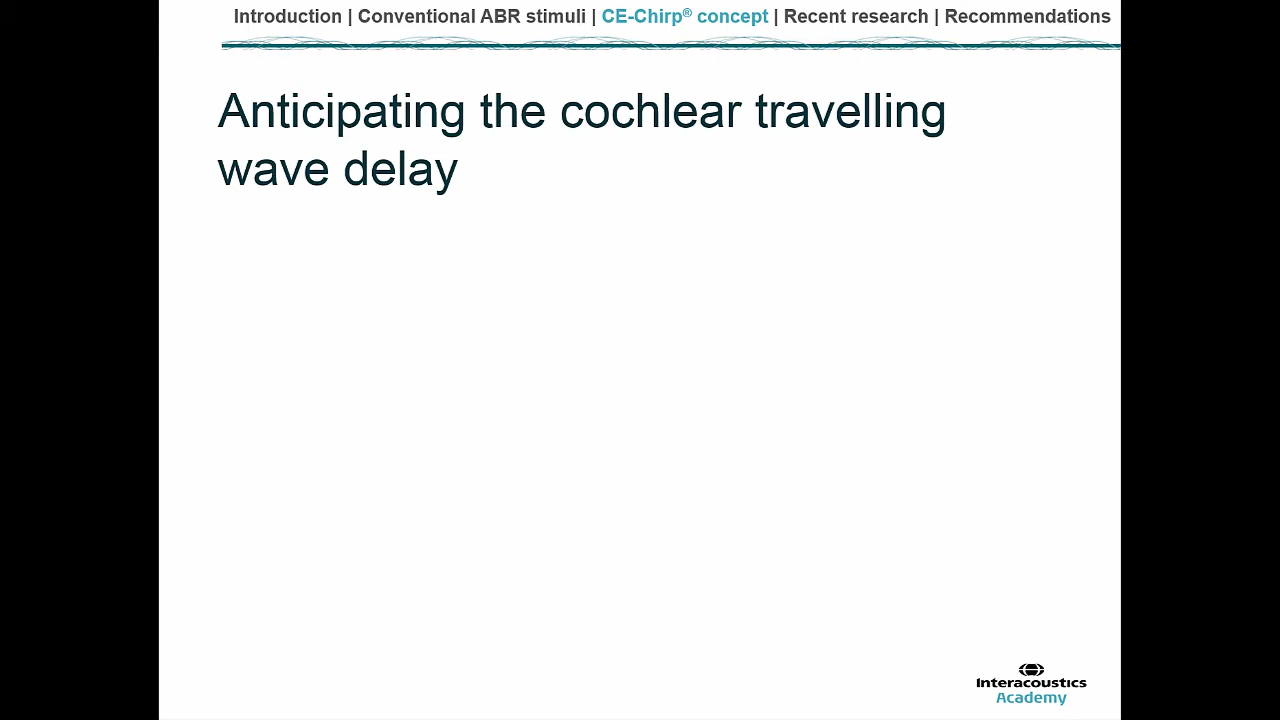 Introduction | Conventional ABR stimuli | CE-Chirp® concept | Recent research | Recommendations
Anticipating the cochlear travelling
wave delay
Interacoustics
Academy